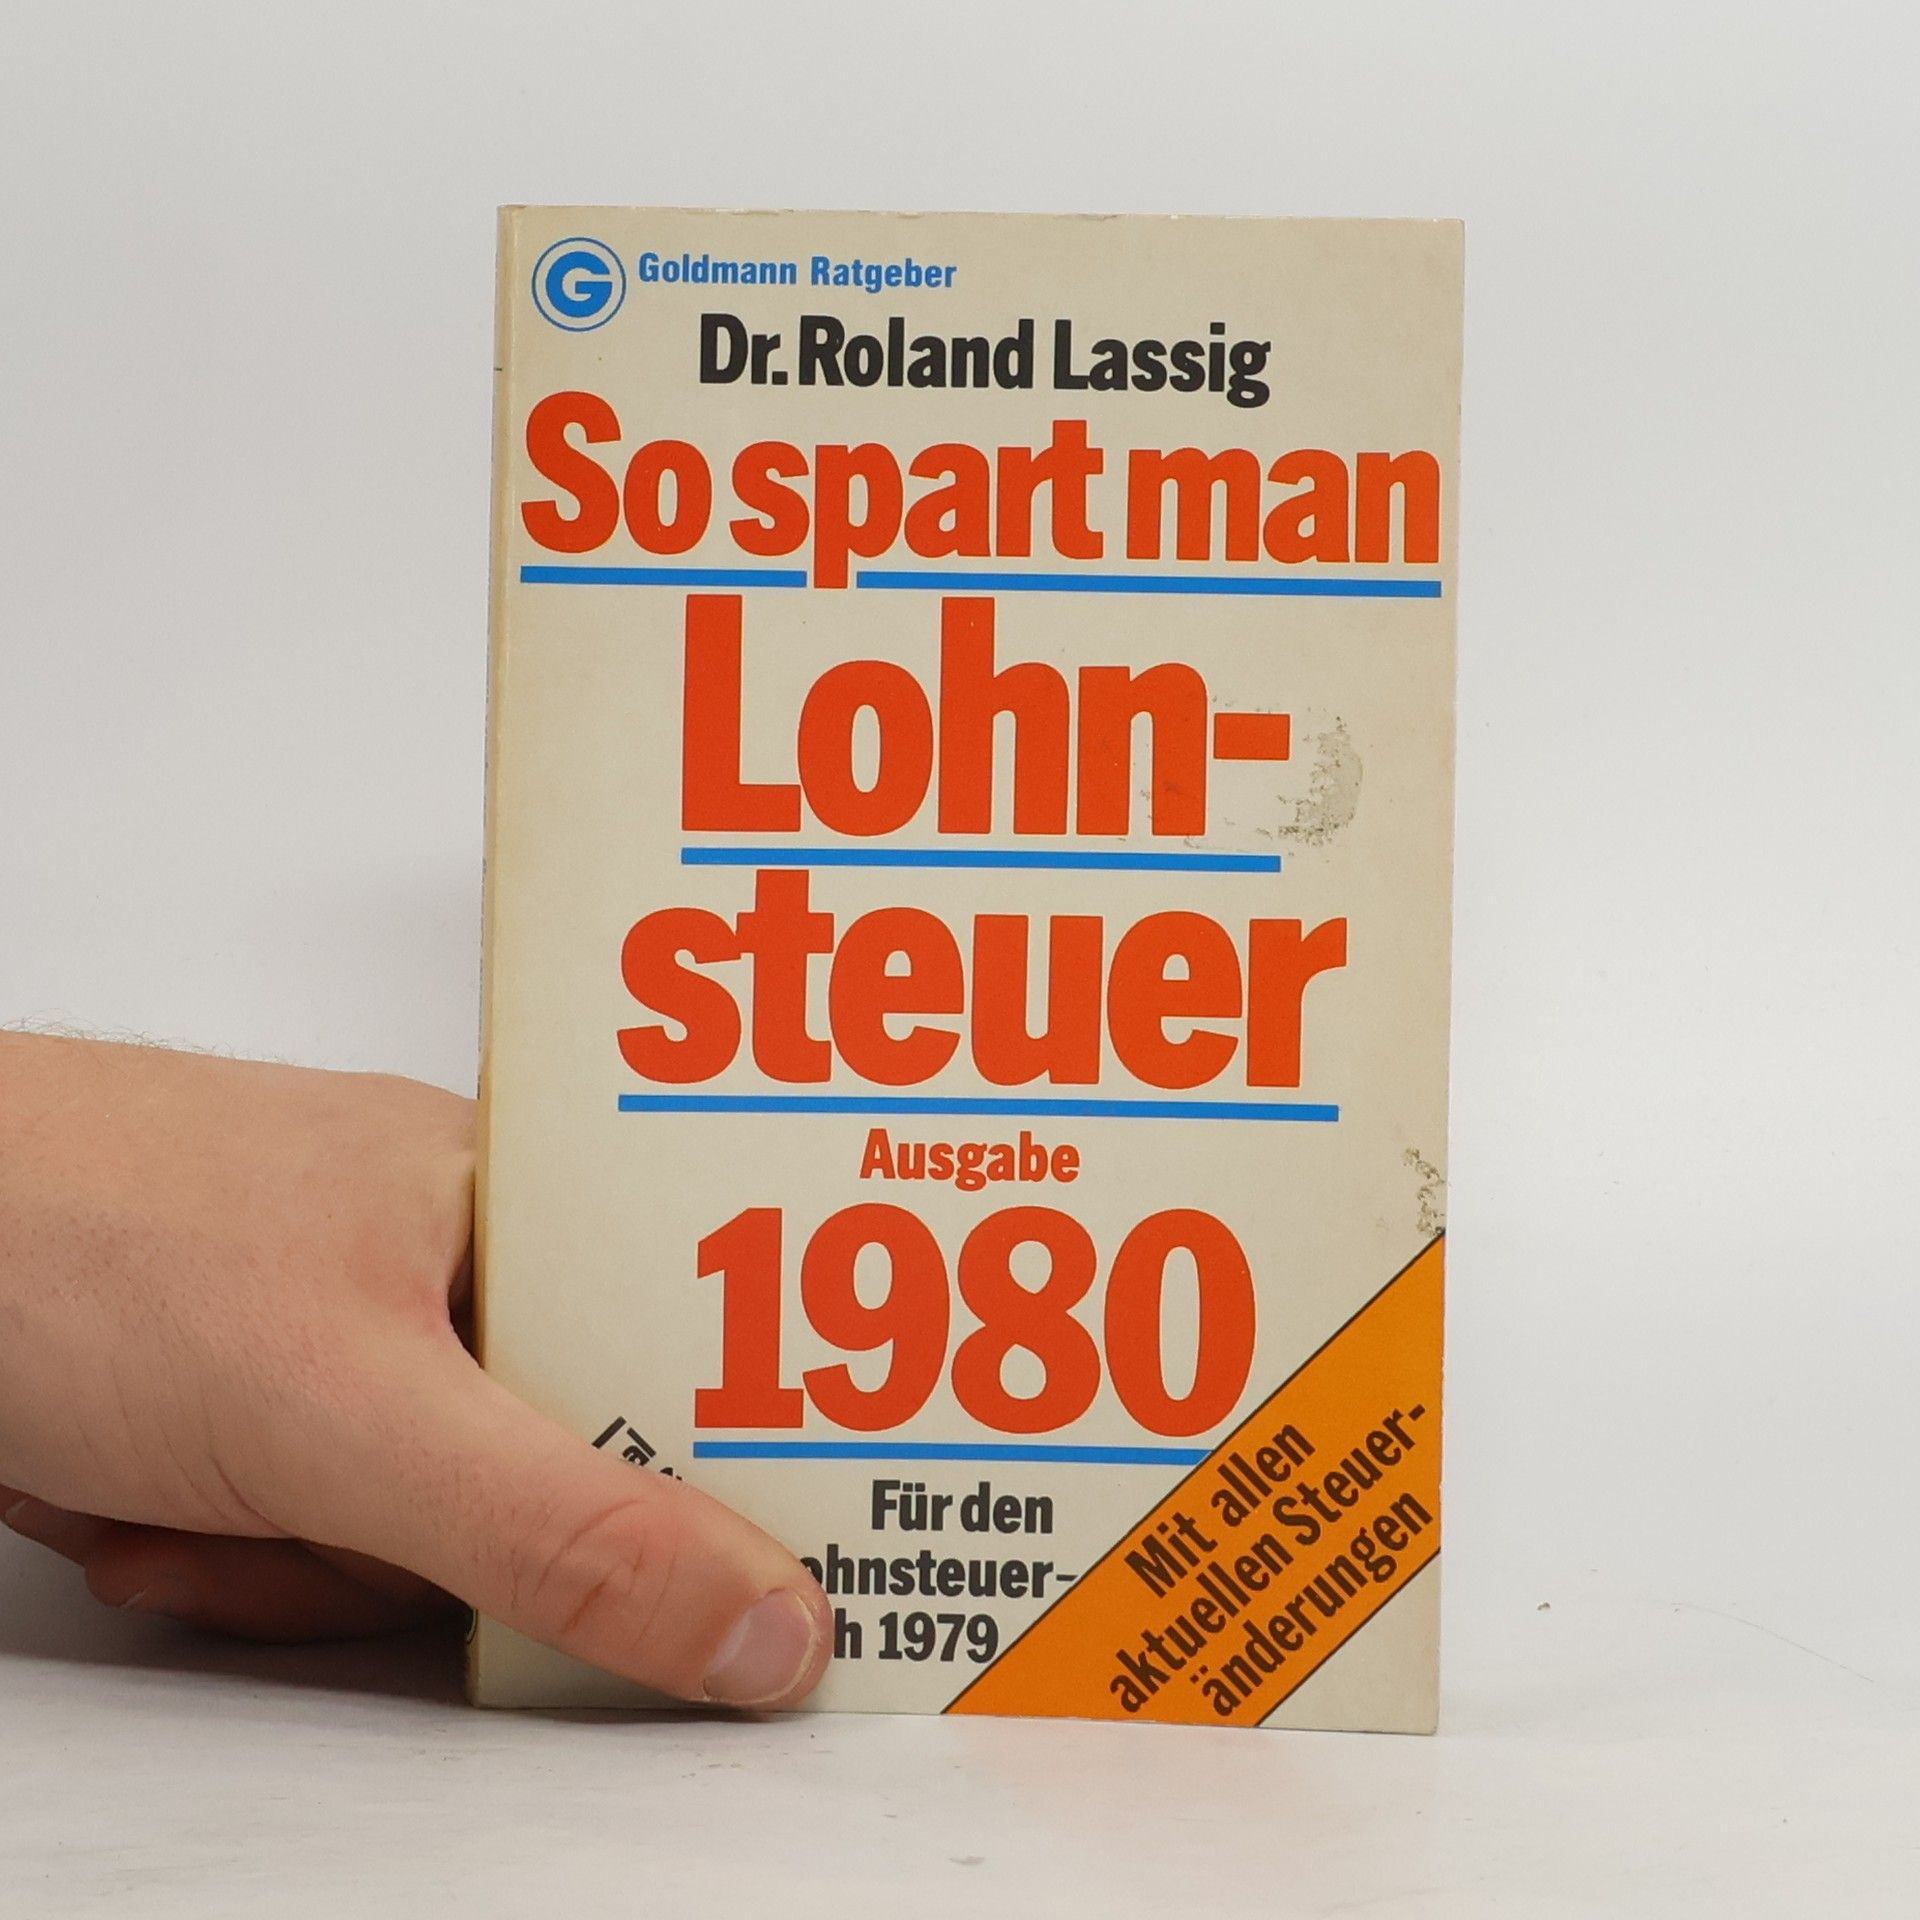 G Goldmann Ratgeber
Dr. Roland Lassig
So spart man
Lohn-
steuer
Ausgabe
1980
Für den
ohnsteuer-
h 1979
Mit allen
aktuellen Steuer-
änderungen